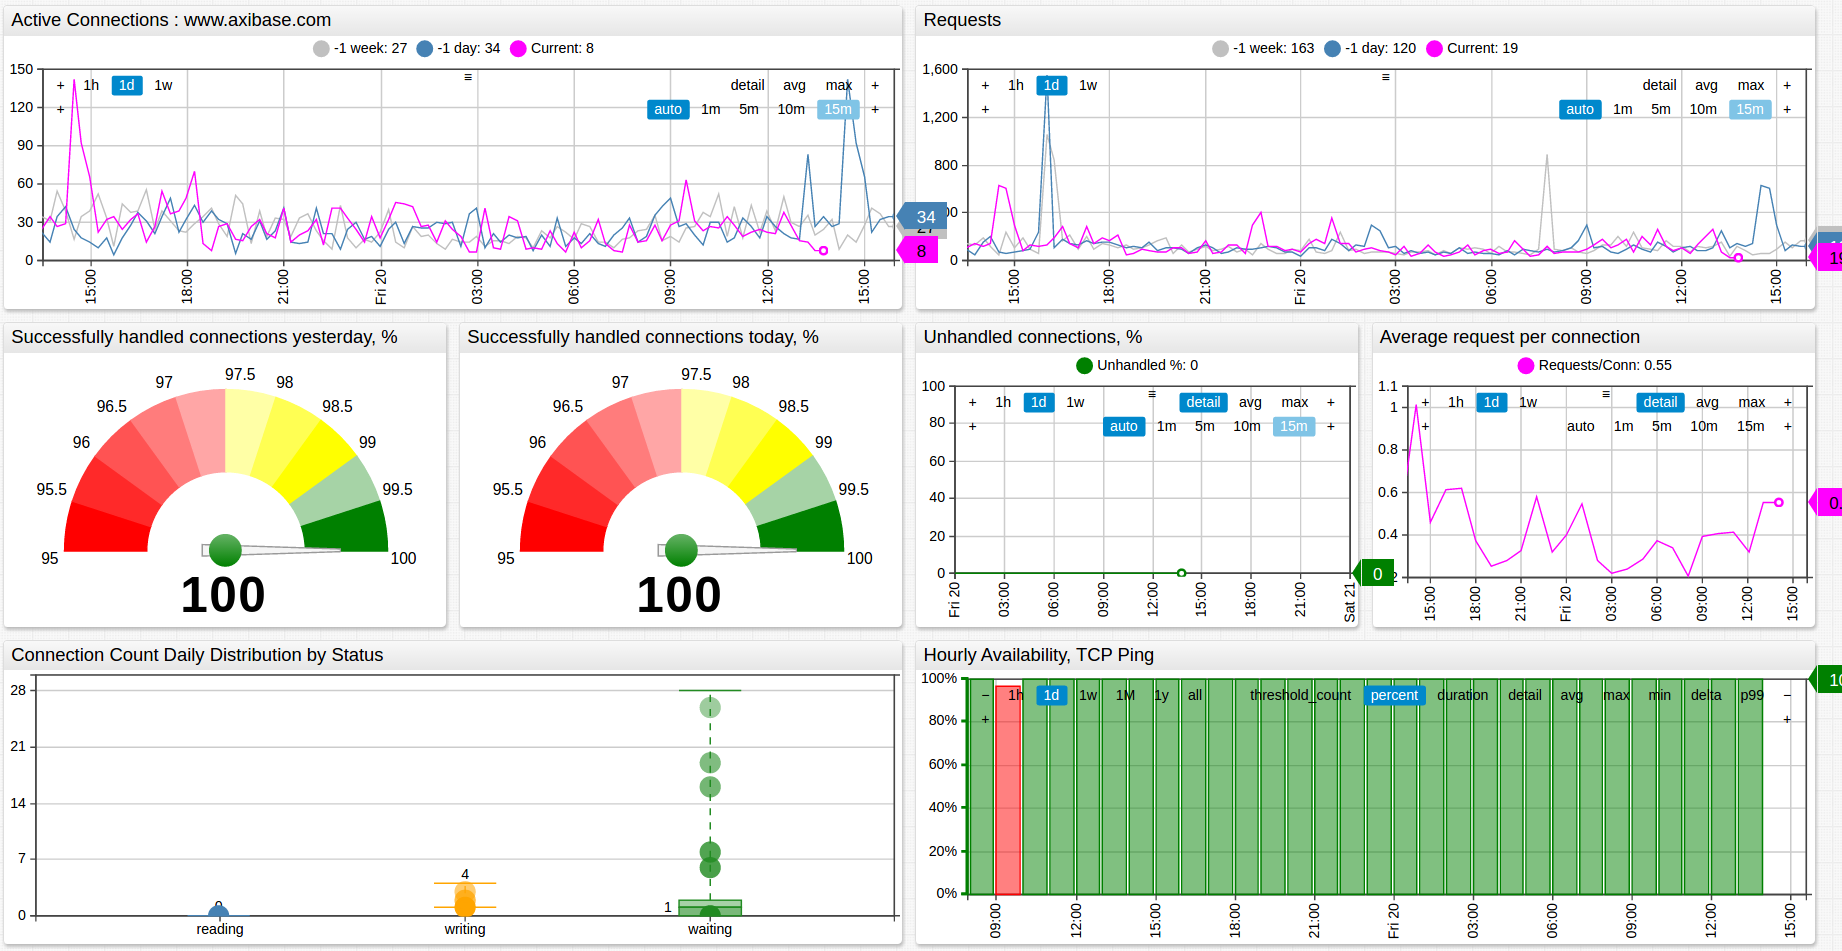 Active Connections : www.axibase.com
-1 week: 27 -1 day: 34 Current: 8
150
120
90
60
30
0
+ 1h 1d 1w ≡ detail avg max +
+ auto 1m 5m 10m 15m +
34
8
15:00 18:00 21:00 Fri 20 03:00 06:00 09:00 12:00 15:00
Requests
-1 week: 163 -1 day: 120 Current: 19
1,600
1,200
800
0
+ 1h 1d 1w ≡ detail avg max +
+ auto 1m 5m 10m 15m +
15:00 18:00 21:00 Fri 20 03:00 06:00 09:00 12:00 15:00
Successfully handled connections yesterday, %
95 95.5 96 96.5 97 97.5 98 98.5 99 99.5 100
100
Successfully handled connections today, %
95 95.5 96 96.5 97 97.5 98 98.5 99 99.5 100
100
Unhandled connections, %
Unhandled %: 0
100
80
60
40
20
0
+ 1h 1d 1w ≡ detail avg max +
+ auto 1m 5m 10m 15m +
0
Fri 20 03:00 06:00 09:00 12:00 15:00 18:00 21:00 Sat 21
Average request per connection
Requests/Conn: 0.55
1.1
1
0.8
0.6
0.4
2
+ 1h 1d 1w ≡ detail avg max +
+ auto 1m 5m 10m 15m +
0.
15:00 18:00 21:00 Fri 20 03:00 06:00 09:00 12:00 15:00
Connection Count Daily Distribution by Status
28
21
14
7
0
4
1
reading writing waiting
Hourly Availability, TCP Ping
100%
80%
60%
40%
20%
0%
− 1h 1d 1w 1M 1y all threshold_count percent duration detail avg max min delta p99 −
+ +
10
09:00 12:00 15:00 18:00 21:00 Fri 20 03:00 06:00 09:00 12:00 15:00